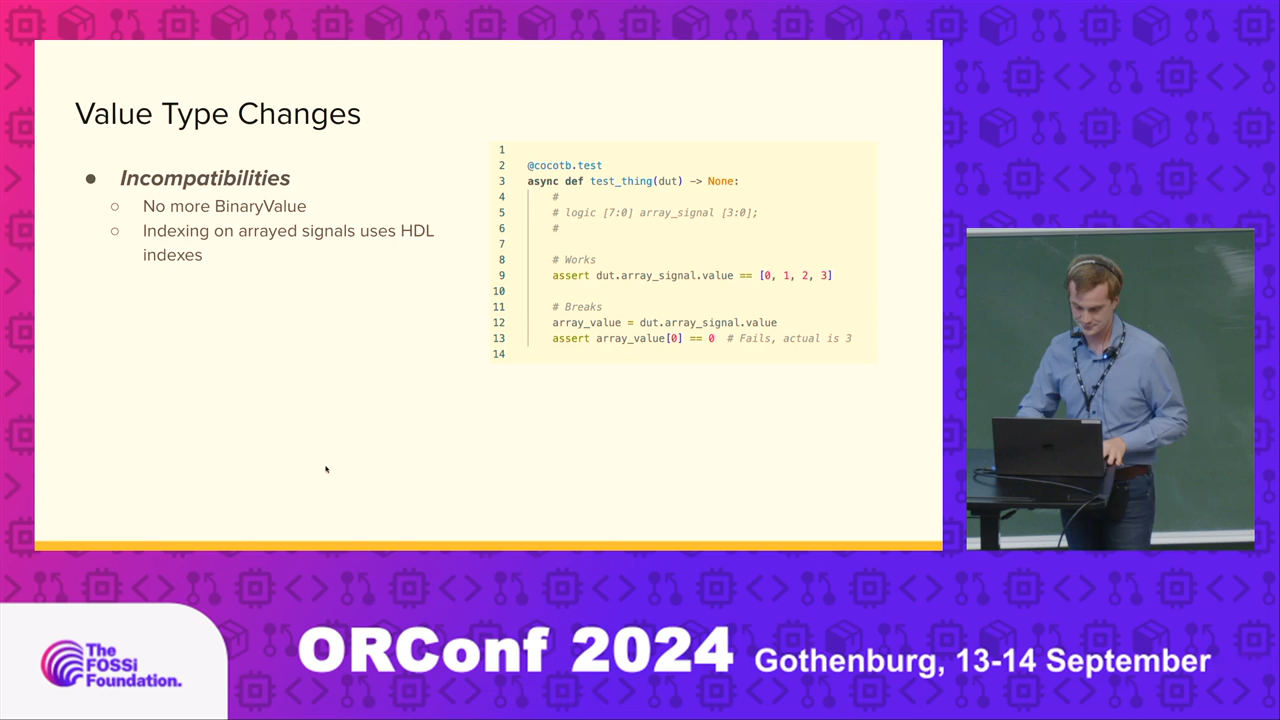 Value Type Changes
● Incompatibilities
○ No more BinaryValue
○ Indexing on arrayed signals uses HDL
indexes
1
2 @cocotb.test
3 async def test_thing(dut) -> None:
4 #
5 # logic [7:0] array_signal [3:0];
6 #
7
8 # Works
9 assert dut.array_signal.value == [0, 1, 2, 3]
10
11 # Breaks
12 array_value = dut.array_signal.value
13 assert array_value[0] == 0 # Fails, actual is 3
14
The
FOSSi
Foundation.
ORConf 2024 Gothenburg, 13-14 September